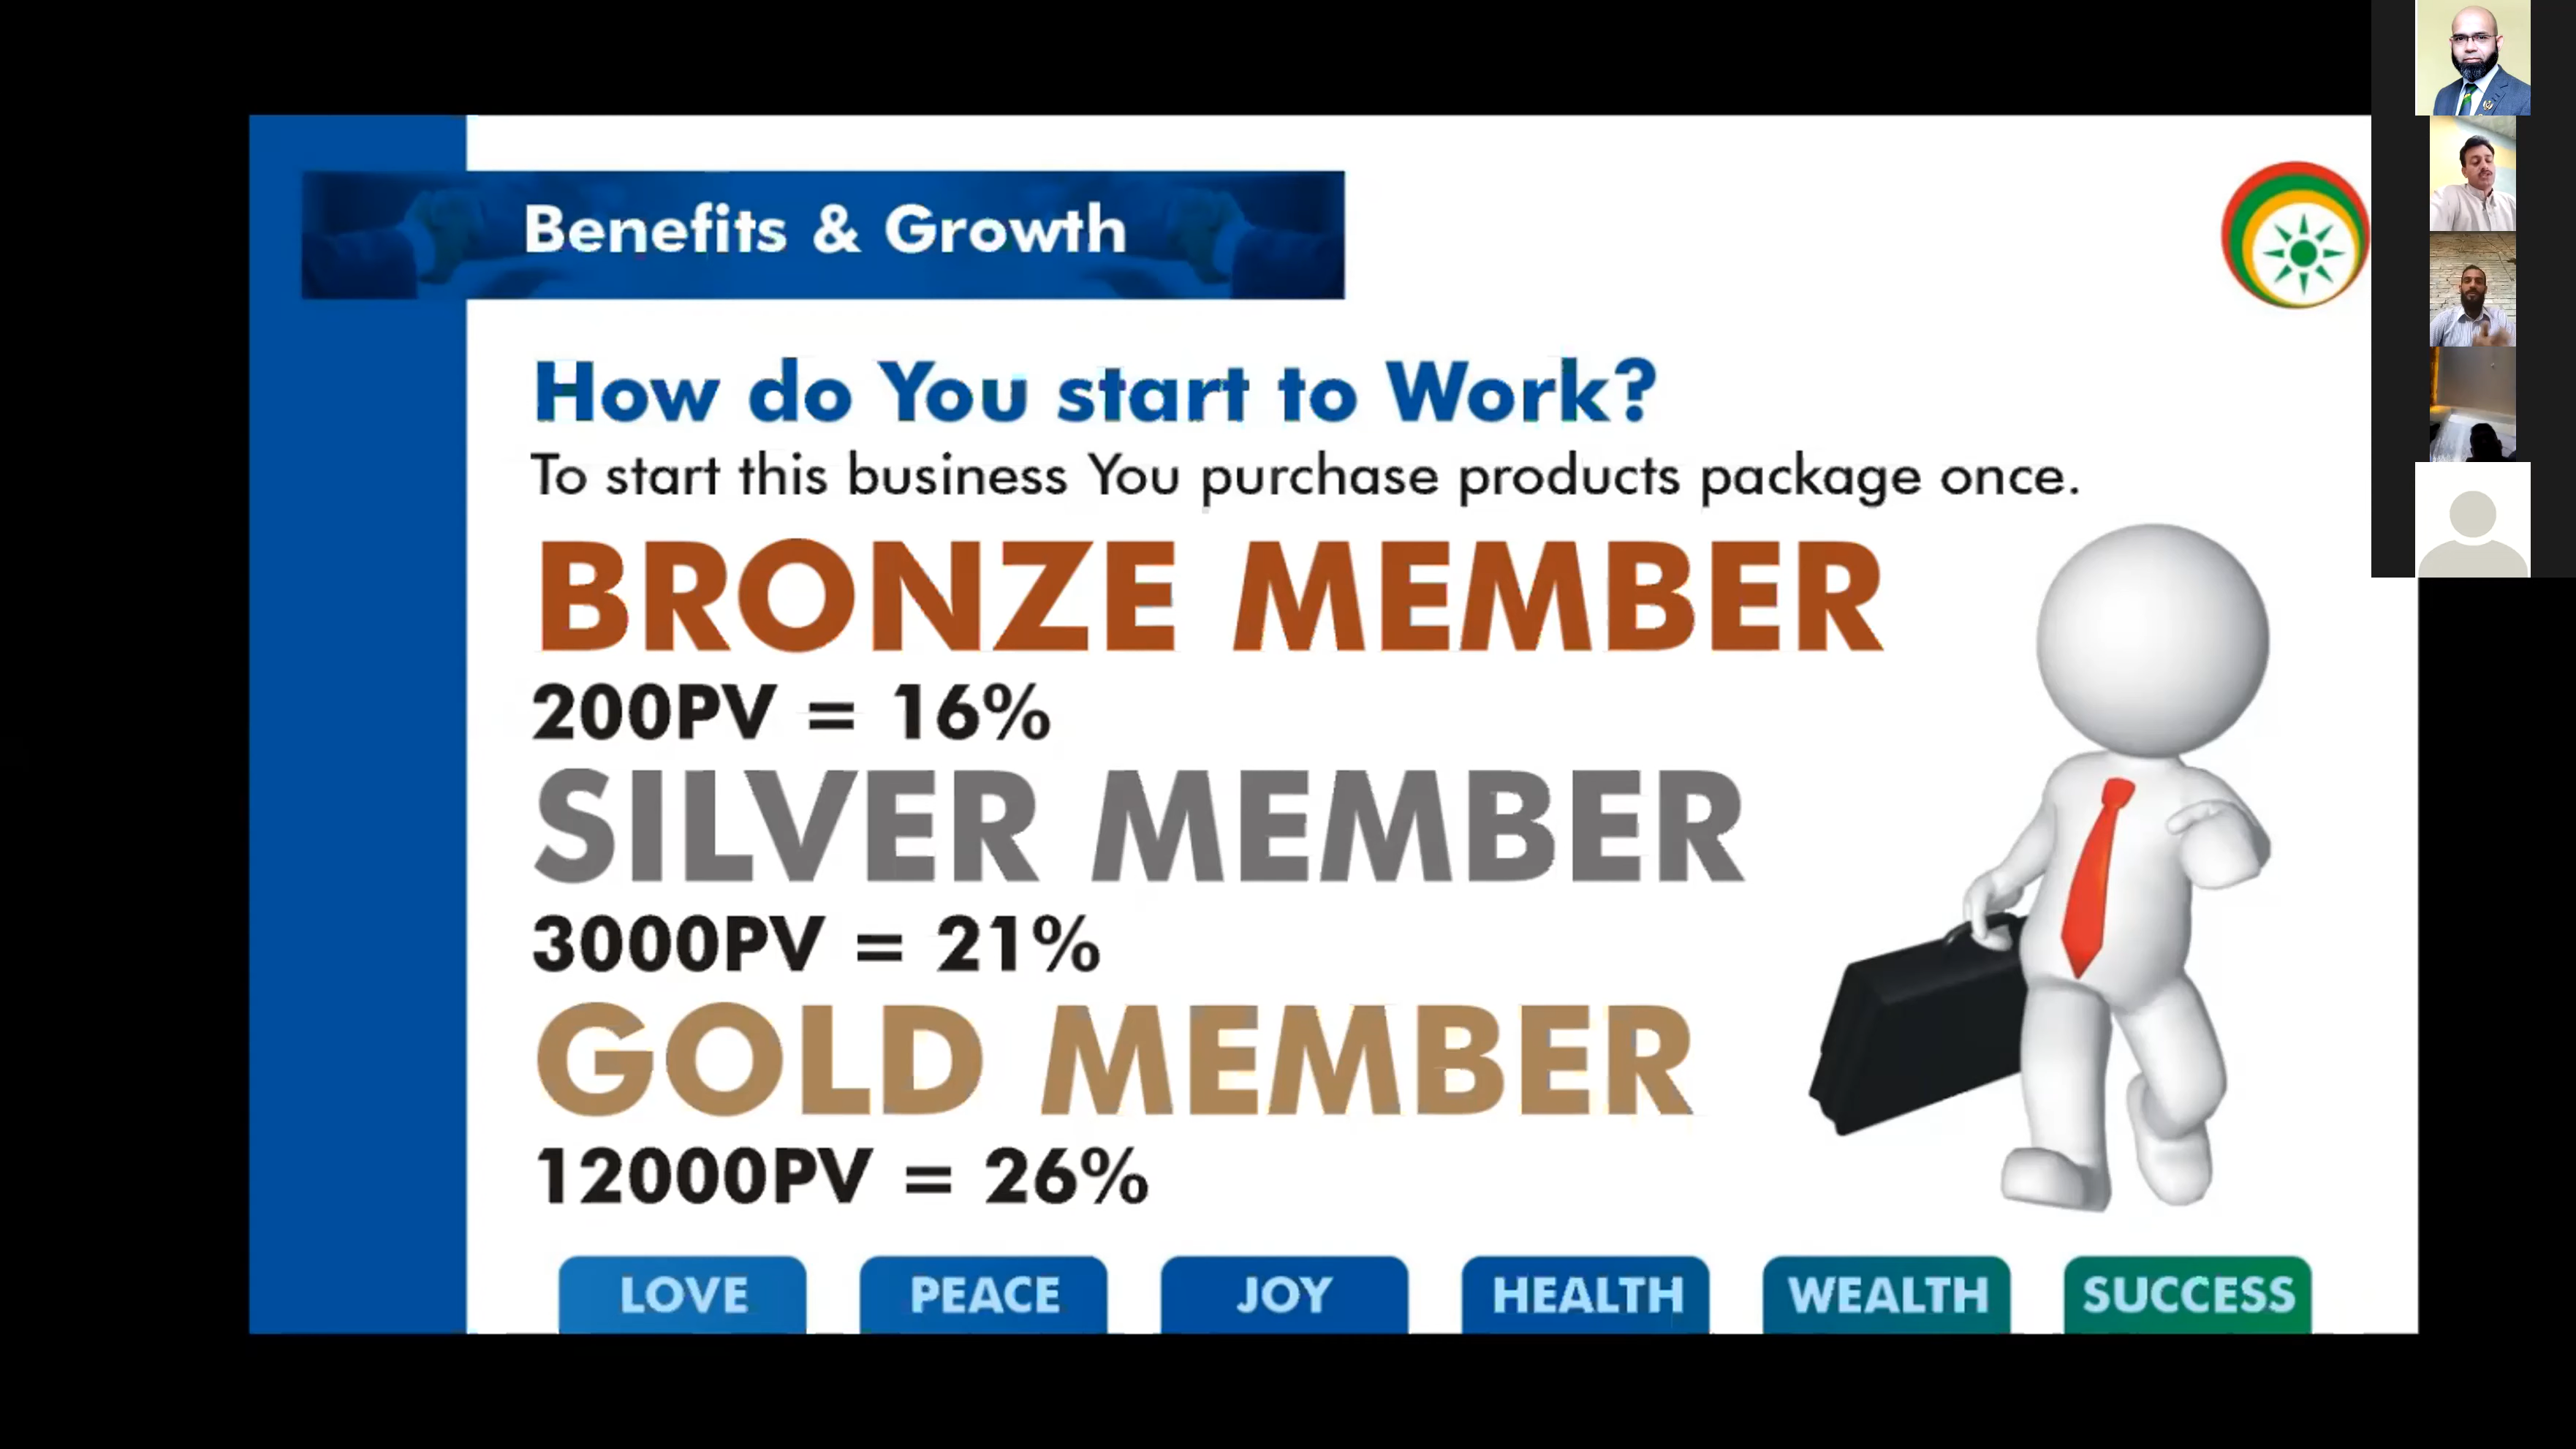 Benefits & Growth
How do You start to Work?
To start this business You purchase products package once.
BRONZE MEMBER
200PV = 16%
SILVER MEMBER
3000PV = 21%
GOLD MEMBER
12000PV = 26%
LOVE PEACE JOY HEALTH WEALTH SUCCESS